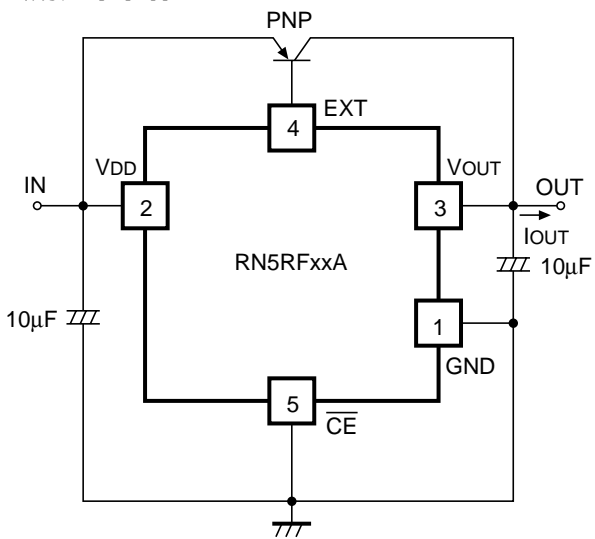 PNP
EXT
4
VDD
VOUT
IN
OUT
2
3
IOUT
RN5RFxxA
10μF
10μF
1
GND
5
CE